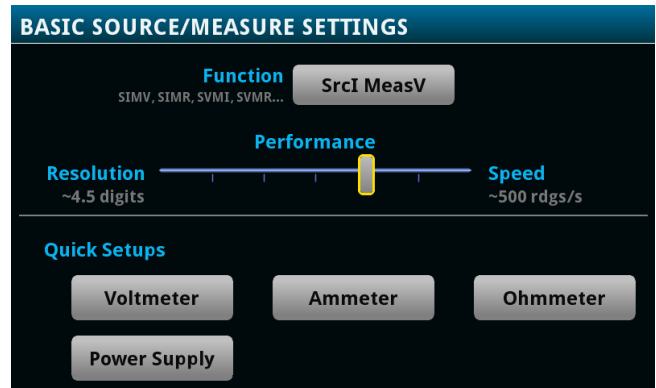 BASIC SOURCE/MEASURE SETTINGS
Function SrcI MeasV
SIMV, SIMR, SVMI, SVMR...
Performance
Resolution Speed
~4.5 digits ~500 rdgs/s
Quick Setups
Voltmeter Ammeter Ohmmeter
Power Supply